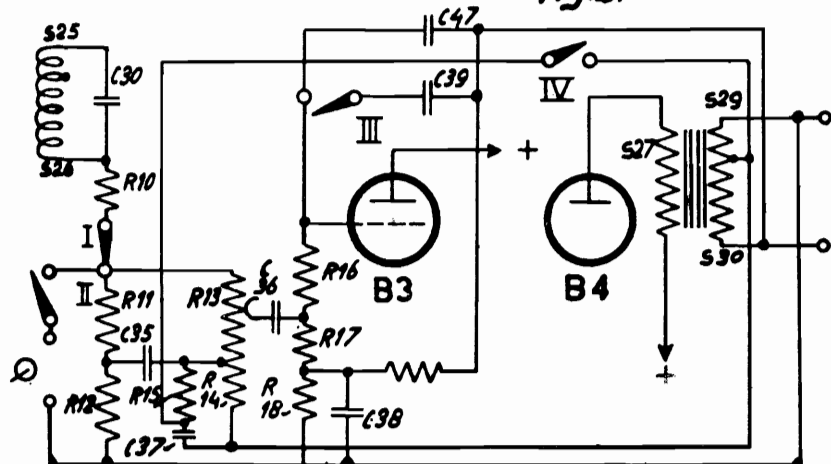 C47
S25
C30
C39
IV
S29
III
S27
+
S26
R10
I
S30
R16
B3
B4
II
R11
R13
C
36
C35
R17
R12
R15
R
14
R
18
C38
C37
+